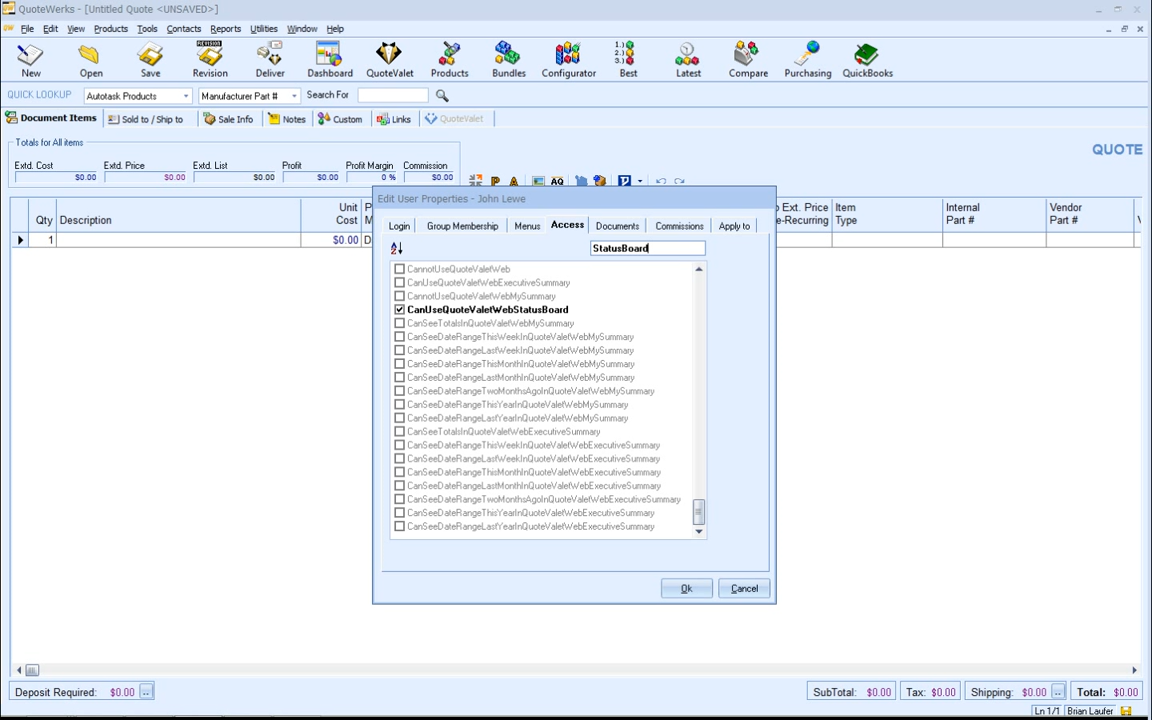 QuoteWerks - [Untitled Quote <UNSAVED>]
File Edit View Products Tools Contacts Reports Utilities Window Help
New Open Save Revision Deliver Dashboard QuoteValet Products Bundles Configurator Best Latest Compare Purchasing QuickBooks
QUICK LOOKUP Autotask Products Manufacturer Part # Search For
Document Items Sold to / Ship to Sale Info Notes Custom Links QuoteValet
Totals for All items
QUOTE
Extd. Cost Extd. Price Extd. List Profit Profit Margin Commission
$0.00 $0.00 $0.00 $0.00 0 % $0.00
Qty Description Unit Cost
Ext. Price Item Type Internal Part # Vendor Part #
1 $0.00 D
Edit User Properties - John Lewe
Login Group Membership Menus Access Documents Commissions Apply to
StatusBoard
CannotUseQuoteValetWeb
CanUseQuoteValetWebExecutiveSummary
CannotUseQuoteValetWebMySummary
CanUseQuoteValetWebStatusBoard
CanSeeTotalsInQuoteValetWebMySummary
CanSeeDateRangeThisWeekInQuoteValetWebMySummary
CanSeeDateRangeLastWeekInQuoteValetWebMySummary
CanSeeDateRangeThisMonthInQuoteValetWebMySummary
CanSeeDateRangeLastMonthInQuoteValetWebMySummary
CanSeeDateRangeTwoMonthsAgoInQuoteValetWebMySummary
CanSeeDateRangeThisYearInQuoteValetWebMySummary
CanSeeDateRangeLastYearInQuoteValetWebMySummary
CanSeeTotalsInQuoteValetWebExecutiveSummary
CanSeeDateRangeThisWeekInQuoteValetWebExecutiveSummary
CanSeeDateRangeLastWeekInQuoteValetWebExecutiveSummary
CanSeeDateRangeThisMonthInQuoteValetWebExecutiveSummary
CanSeeDateRangeLastMonthInQuoteValetWebExecutiveSummary
CanSeeDateRangeTwoMonthsAgoInQuoteValetWebExecutiveSummary
CanSeeDateRangeThisYearInQuoteValetWebExecutiveSummary
CanSeeDateRangeLastYearInQuoteValetWebExecutiveSummary
Ok Cancel
Deposit Required: $0.00 SubTotal: $0.00 Tax: $0.00 Shipping: $0.00 Total: $0.00
Ln 1/1 Brian Laufer